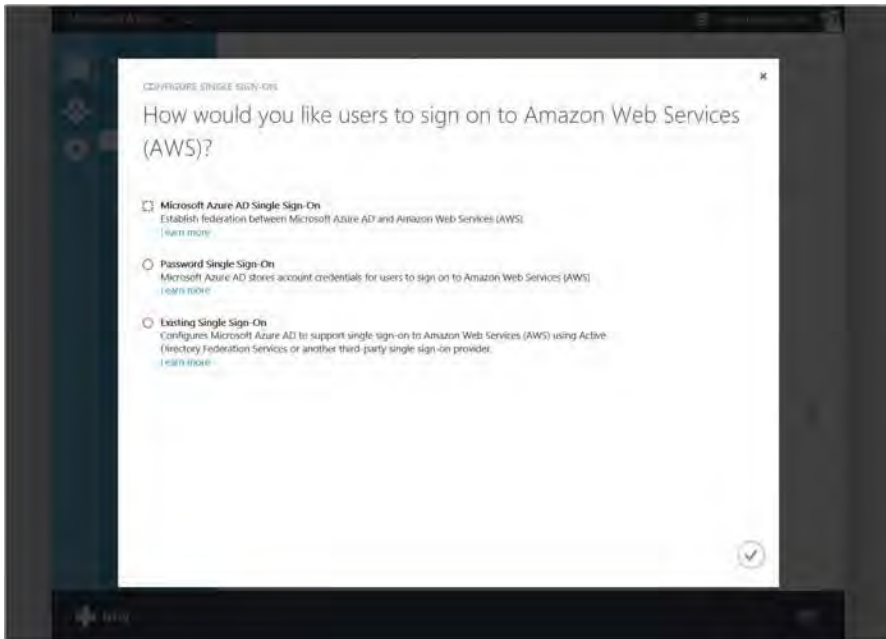 CONFIGURE SINGLE SIGN-ON
How would you like users to sign on to Amazon Web Services
(AWS)?
Microsoft Azure AD Single Sign-On
Establish federation between Microsoft Azure AD and Amazon Web Services (AWS)
Learn more
Password Single Sign-On
Microsoft Azure AD stores account credentials for users to sign on to Amazon Web Services (AWS)
Learn more
Existing Single Sign-On
Configures Microsoft Azure AD to support single sign-on to Amazon Web Services (AWS) using Active
Directory Federation Services or another third-party single sign-on provider.
Learn more
NEW